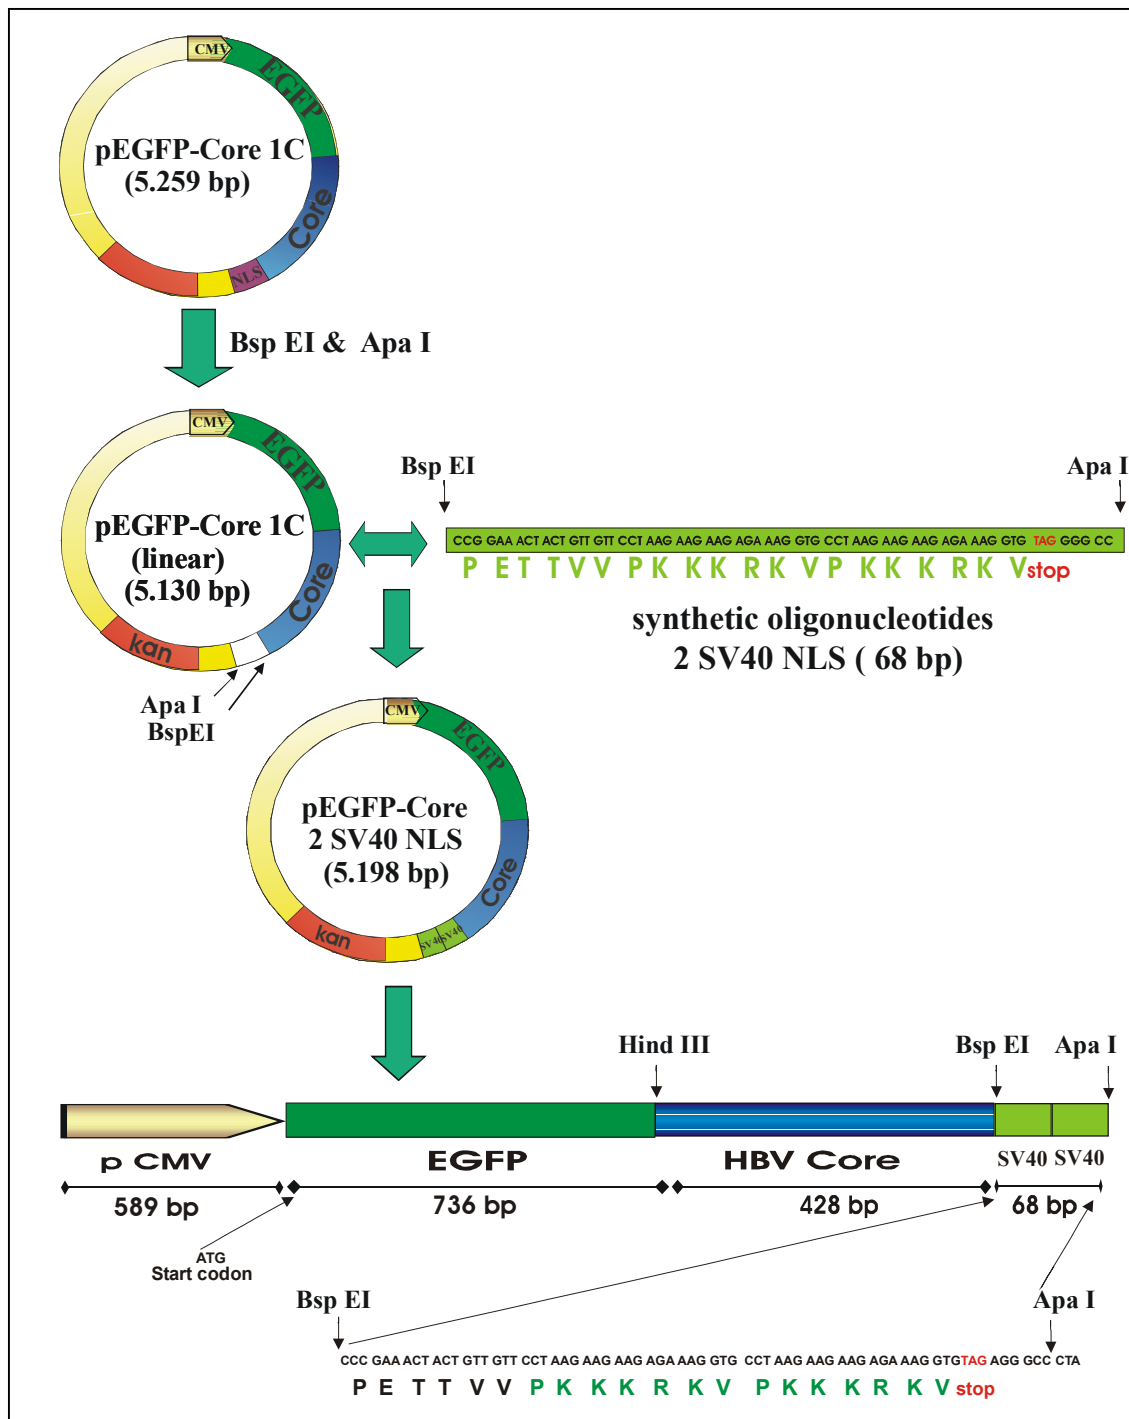 CMV
EGFP
pEGFP-Core 1C
(5.259 bp)
Core
NLS
Bsp EI & Apa I
CMV
EGFP
Bsp EI
Apa I
pEGFP-Core 1C
(linear)
(5.130 bp)
Core
kan
CCG GAA ACT ACT GTT GTT CCT AAG AAG AAG AGA AAG GTG CCT AAG AAG AAG AGA AAG GTG TAG GGG CC
P E T T V V P K K K R K V P K K K R K V stop
synthetic oligonucleotides
2 SV40 NLS ( 68 bp)
Apa I
BspEI
CMV
EGFP
pEGFP-Core
2 SV40 NLS
(5.198 bp)
Core
kan
SV40 SV40
Hind III
Bsp EI
Apa I
p CMV
EGFP
HBV Core
SV40 SV40
589 bp
736 bp
428 bp
68 bp
ATG
Start codon
Bsp EI
Apa I
CCC GAA ACT ACT GTT GTT CCT AAG AAG AAG AGA AAG GTG CCT AAG AAG AAG AGA AAG GTGTAG AGG GCC CTA
P E T T V V P K K K R K V P K K K R K V stop